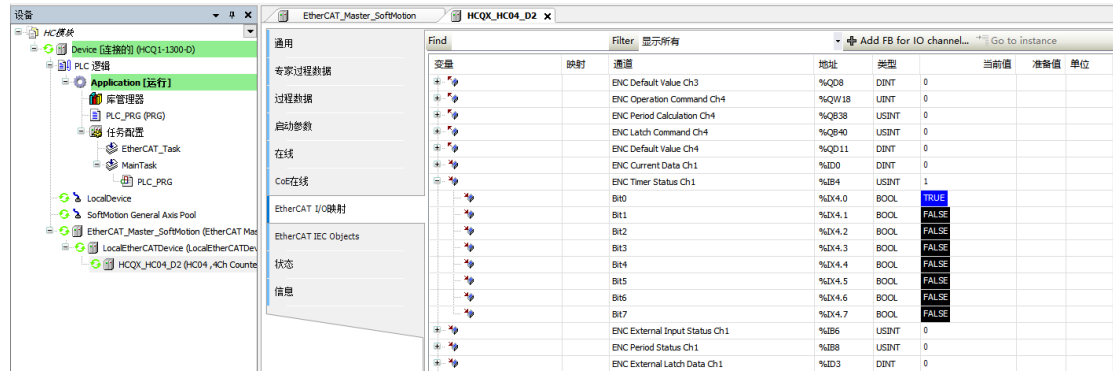 设备
HC模块
Device [连接的] (HCQ1-1300-D)
PLC 逻辑
Application [运行]
库管理器
PLC_PRG (PRG)
任务配置
EtherCAT_Task
MainTask
PLC_PRG
LocalDevice
SoftMotion General Axis Pool
EtherCAT_Master_SoftMotion (EtherCAT Mas
LocalEtherCATDevice (LocalEtherCATDev
HCQX_HC04_D2 (HC04 ,4Ch Counte
EtherCAT_Master_SoftMotion HCQX_HC04_D2
通用
专家过程数据
过程数据
启动参数
在线
CoE在线
EtherCAT I/O映射
EtherCAT IEC Objects
状态
信息
Find Filter 显示所有 Add FB for IO channel... Go to instance
变量 映射 通道 地址 类型 当前值 准备值 单位
ENC Default Value Ch3 %QD8 DINT 0
ENC Operation Command Ch4 %QW18 UINT 0
ENC Period Calculation Ch4 %QB38 USINT 0
ENC Latch Command Ch4 %QB40 USINT 0
ENC Default Value Ch4 %QD11 DINT 0
ENC Current Data Ch1 %ID0 DINT 0
ENC Timer Status Ch1 %IB4 USINT 1
Bit0 %IX4.0 BOOL TRUE
Bit1 %IX4.1 BOOL FALSE
Bit2 %IX4.2 BOOL FALSE
Bit3 %IX4.3 BOOL FALSE
Bit4 %IX4.4 BOOL FALSE
Bit5 %IX4.5 BOOL FALSE
Bit6 %IX4.6 BOOL FALSE
Bit7 %IX4.7 BOOL FALSE
ENC External Input Status Ch1 %IB6 USINT 0
ENC Period Status Ch1 %IB8 USINT 0
ENC External Latch Data Ch1 %ID3 DINT 0